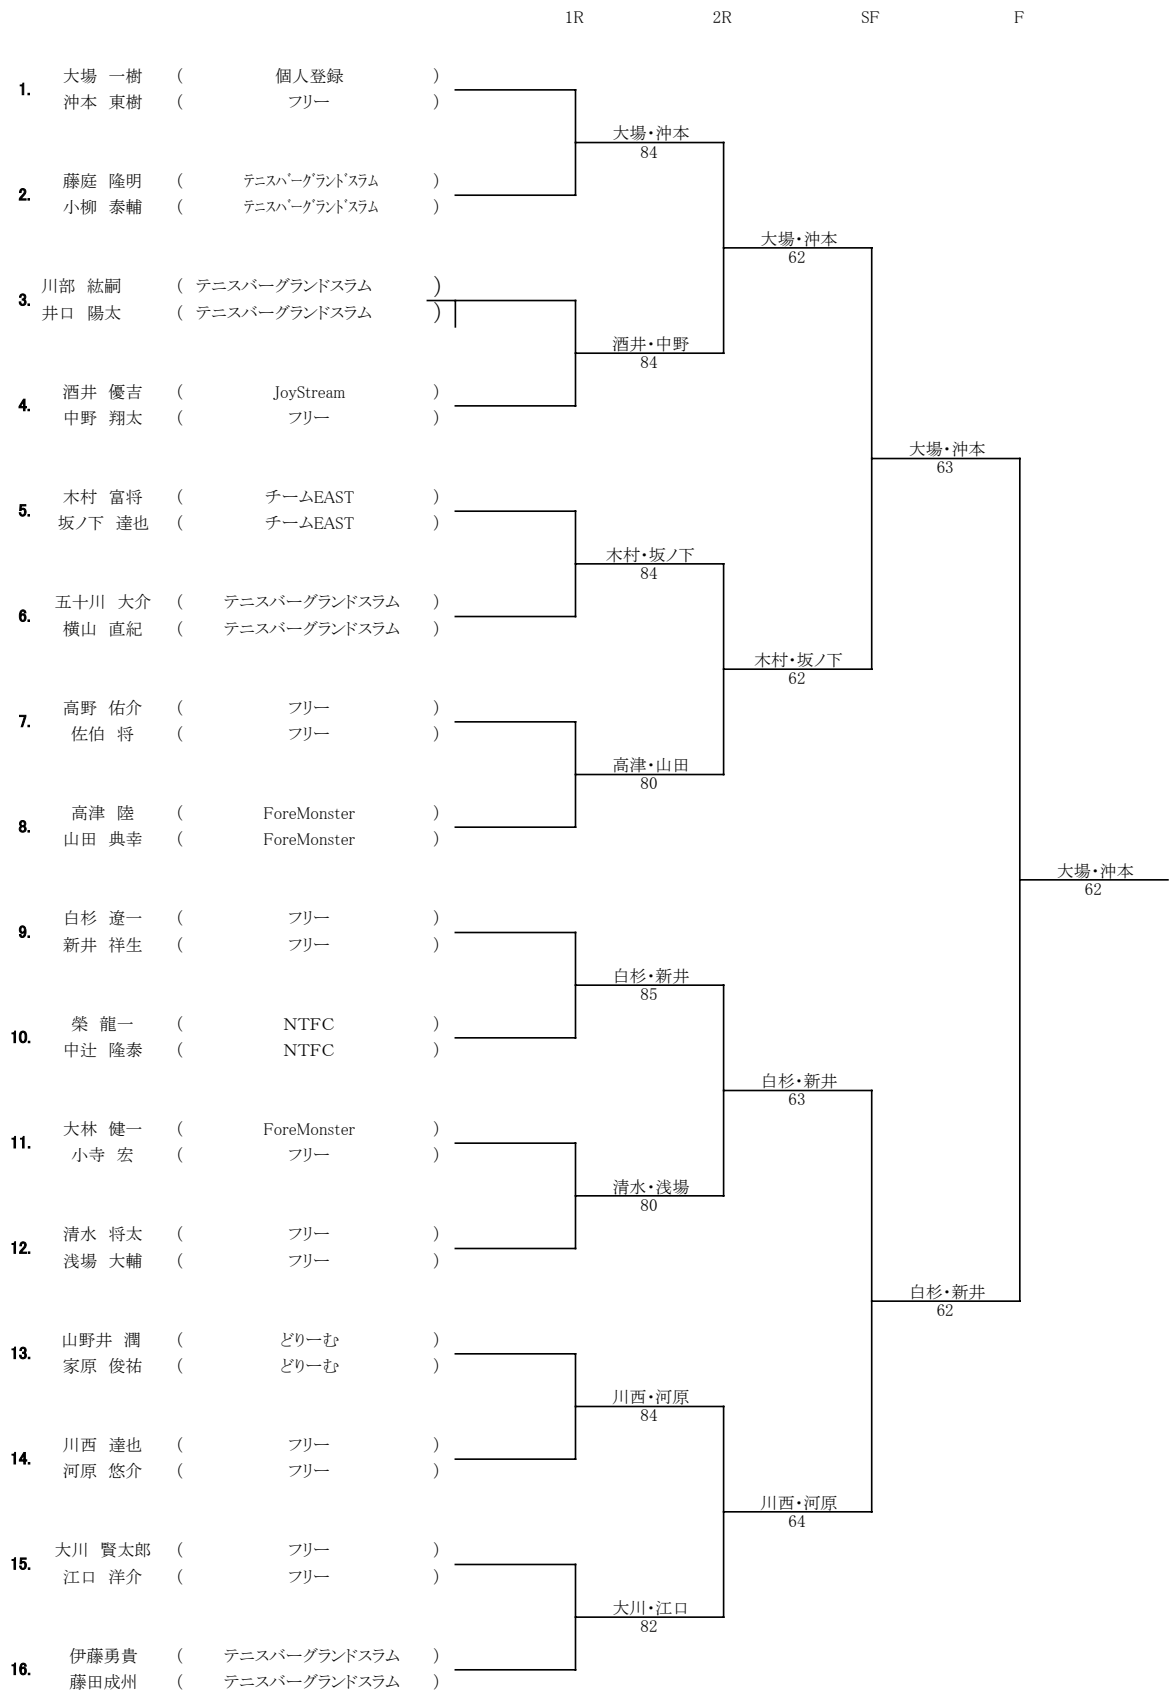 1R 2R SF F
大場 一樹 ( 個人登録 )
1.
沖本 東樹 ( フリー )
大場・沖本
84
藤庭 隆明 ( テニスバーグランドスラム )
2.
小柳 泰輔 ( テニスバーグランドスラム )
大場・沖本
62
川部 紘嗣 ( テニスバーグランドスラム )
3.
井口 陽太 ( テニスバーグランドスラム )
酒井・中野
84
酒井 優吉 ( JoyStream )
4.
中野 翔太 ( フリー )
大場・沖本
63
木村 富将 ( チームEAST )
5.
坂ノ下 達也 ( チームEAST )
木村・坂ノ下
84
五十川 大介 ( テニスバーグランドスラム )
6.
横山 直紀 ( テニスバーグランドスラム )
木村・坂ノ下
62
高野 佑介 ( フリー )
7.
佐伯 将 ( フリー )
高津・山田
80
高津 陸 ( ForeMonster )
8.
山田 典幸 ( ForeMonster )
大場・沖本
62
白杉 遼一 ( フリー )
9.
新井 祥生 ( フリー )
白杉・新井
85
榮 龍一 ( NTFC )
10.
中辻 隆泰 ( NTFC )
白杉・新井
63
大林 健一 ( ForeMonster )
11.
小寺 宏 ( フリー )
清水・浅場
80
清水 将太 ( フリー )
12.
浅場 大輔 ( フリー )
白杉・新井
62
山野井 潤 ( どりーむ )
13.
家原 俊祐 ( どりーむ )
川西・河原
84
川西 達也 ( フリー )
14.
河原 悠介 ( フリー )
川西・河原
64
大川 賢太郎 ( フリー )
15.
江口 洋介 ( フリー )
大川・江口
82
伊藤勇貴 ( テニスバーグランドスラム )
16.
藤田成州 ( テニスバーグランドスラム )